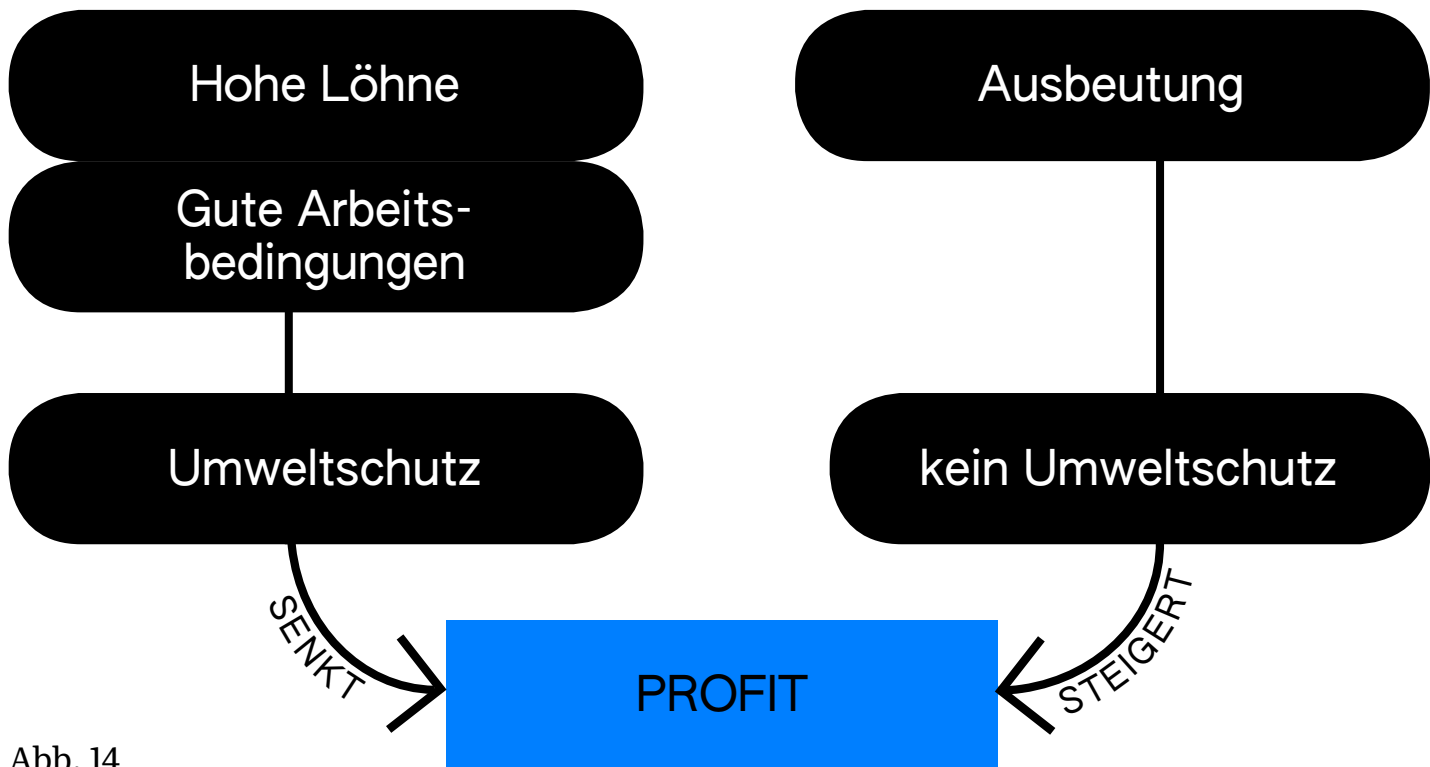 Hohe Löhne
Gute Arbeits-
bedingungen
Umweltschutz
SENKT
Ausbeutung
kein Umweltschutz
STEIGERT
PROFIT
Abb. 14